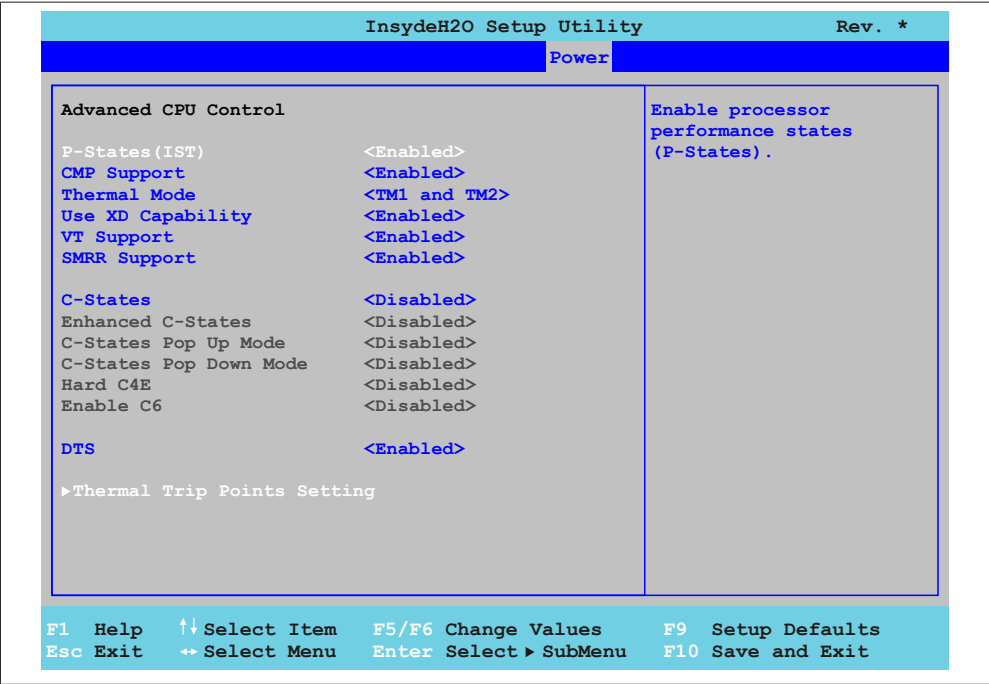 InsydeH2O Setup Utility Rev. *
Power
Advanced CPU Control
P-States(IST) <Enabled>
CMP Support <Enabled>
Thermal Mode <TM1 and TM2>
Use XD Capability <Enabled>
VT Support <Enabled>
SMRR Support <Enabled>
C-States <Disabled>
Enhanced C-States <Disabled>
C-States Pop Up Mode <Disabled>
C-States Pop Down Mode <Disabled>
Hard C4E <Disabled>
Enable C6 <Disabled>
DTS <Enabled>
▶Thermal Trip Points Setting
Enable processor
performance states
(P-States).
F1 Help ↑↓ Select Item F5/F6 Change Values F9 Setup Defaults
Esc Exit ↔ Select Menu Enter Select ▶ SubMenu F10 Save and Exit